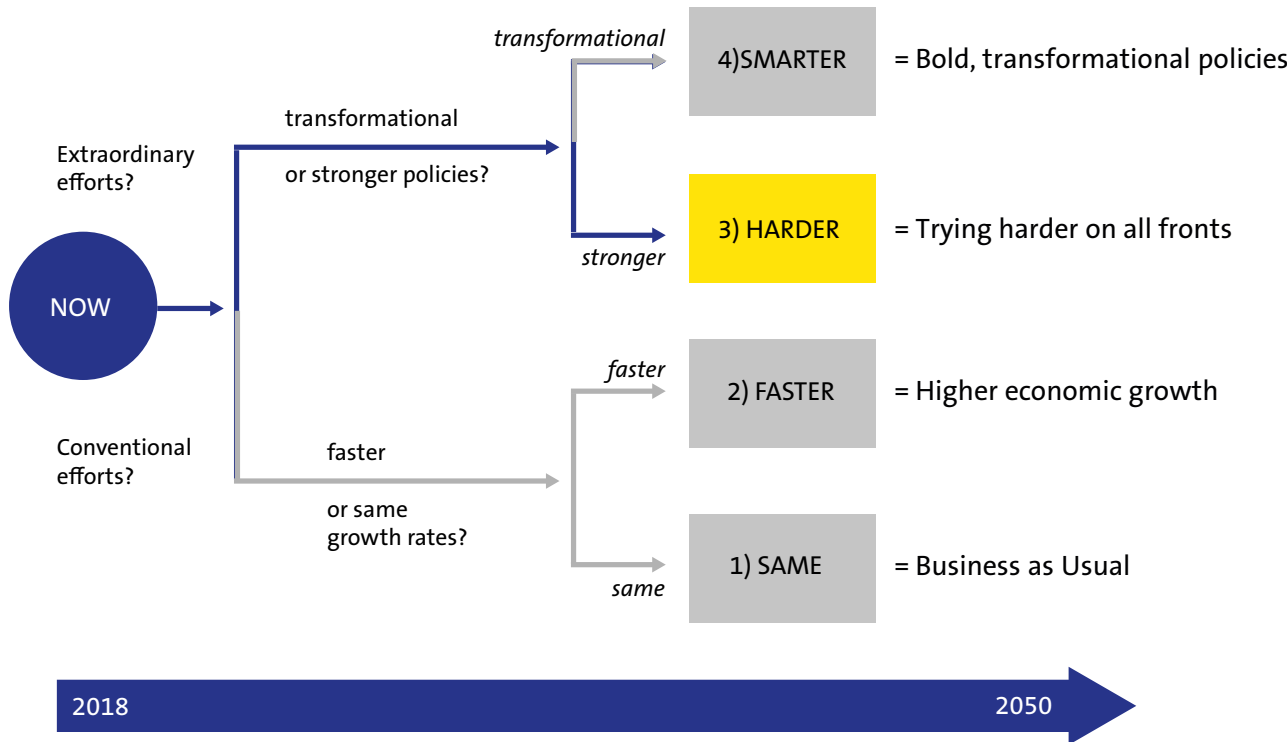 transformational
4)SMARTER
= Bold, transformational policies
transformational
or stronger policies?
Extraordinary
efforts?
3) HARDER
= Trying harder on all fronts
stronger
NOW
faster
2) FASTER
= Higher economic growth
Conventional
efforts?
faster
or same
growth rates?
1) SAME
= Business as Usual
same
2018
2050